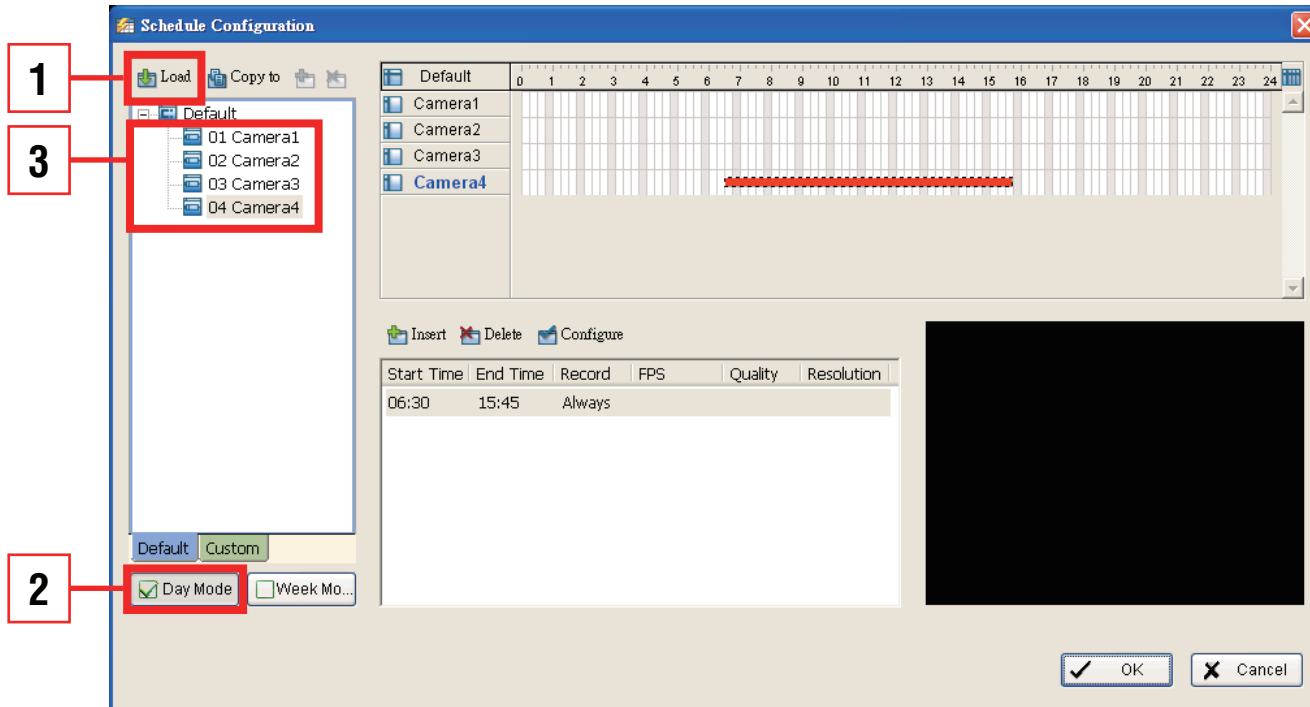 Schedule Configuration
1
Load Copy to
Default
01 Camera1
02 Camera2
03 Camera3
04 Camera4
3
Default Custom
2
Day Mode Week Mo...
Default 0 1 2 3 4 5 6 7 8 9 10 11 12 13 14 15 16 17 18 19 20 21 22 23 24
Camera1
Camera2
Camera3
Camera4
Insert Delete Configure
Start Time End Time Record FPS Quality Resolution
06:30 15:45 Always
OK Cancel